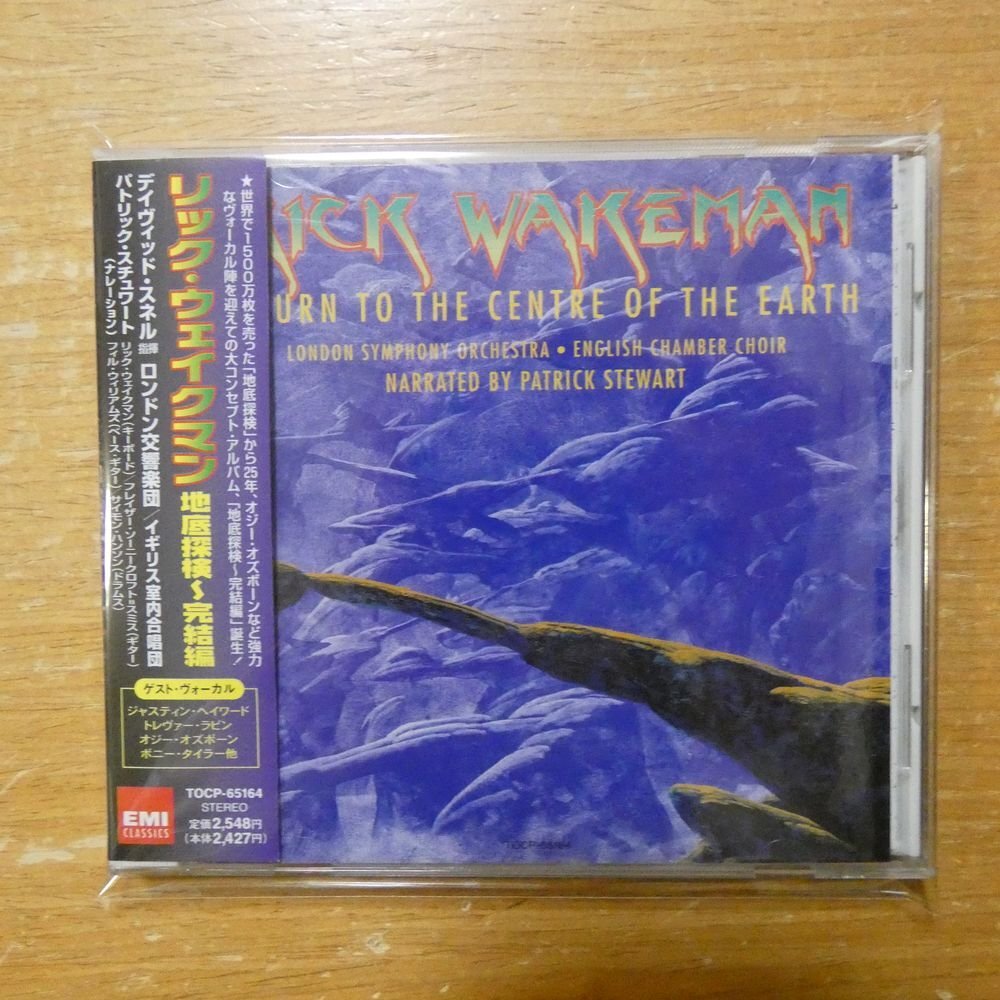 ★世界で1500万枚を売った「地底探検」から25年、オジー・オズボーンなど強力
なヴォーカル陣を迎えての大コンセプト・アルバム、「地底探検～完結編」誕生!
リック・ウェイクマン 地底探検～完結編
デイヴィッド・スネル 指揮 ロンドン交響楽団/イギリス室内合唱団
パトリック・スチュワート
(ナレーション)
リック・ウェイクマン(キーボード)/フレイザー・ソーニークロフト=スミス(ギター)
フィル・ウィリアムズ(ベース・ギター)サイモン・ハンソン(ドラムス)
ゲスト・ヴォーカル
ジャスティン・ヘイワード
トレヴァー・ラビン
オジー・オズボーン
ボニー・タイラー他
TOCP-65164
STEREO
定価2,548円
(本体2,427円)
EMI
CLASSICS
RICK WAKEMAN
URN TO THE CENTRE OF THE EARTH
LONDON SYMPHONY ORCHESTRA • ENGLISH CHAMBER CHOIR
NARRATED BY PATRICK STEWART
TOCP-65164